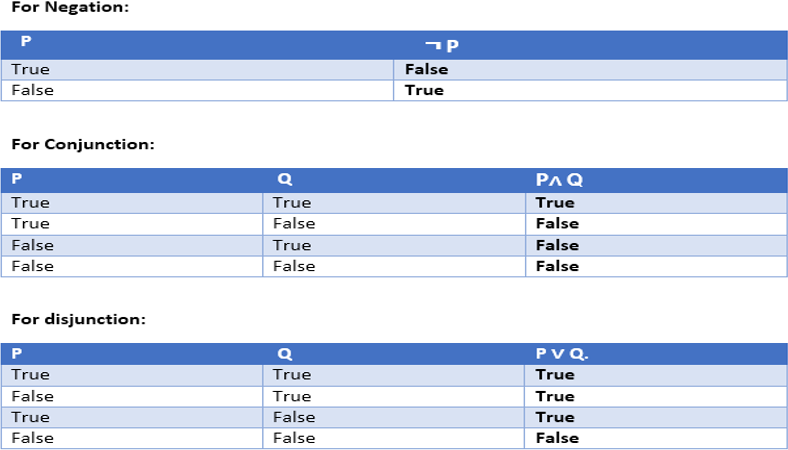 For Negation:
P ¬ P
True False
False True
For Conjunction:
P Q P∧ Q
True True True
True False False
False True False
False False False
For disjunction:
P Q P ∨ Q.
True True True
False True True
True False True
False False False